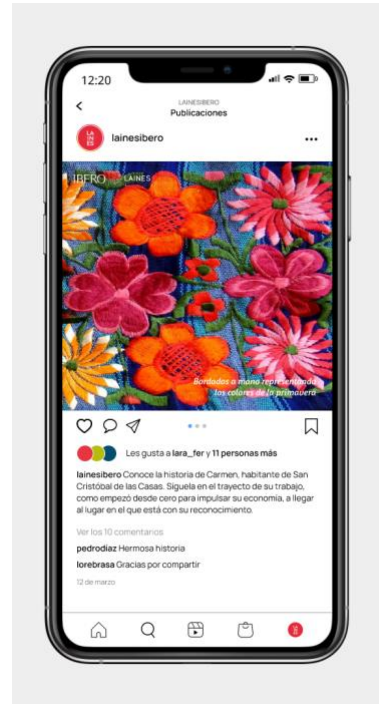 12:20
LAINESIBERO
Publicaciones
LAINES
lainesibero
IBERO LAINES
Bordados a mano representando
los colores de la primavera
Les gusta a lara_fer y 11 personas más
lainesibero Conoce la historia de Carmen, habitante de San
Cristóbal de las Casas. Síguela en el trayecto de su trabajo,
como empezó desde cero para impulsar su economía, a llegar
al lugar en el que está con su reconocimiento.
Ver los 10 comentarios
pedrodiaz Hermosa historia
lorebrasa Gracias por compartir
12 de marzo